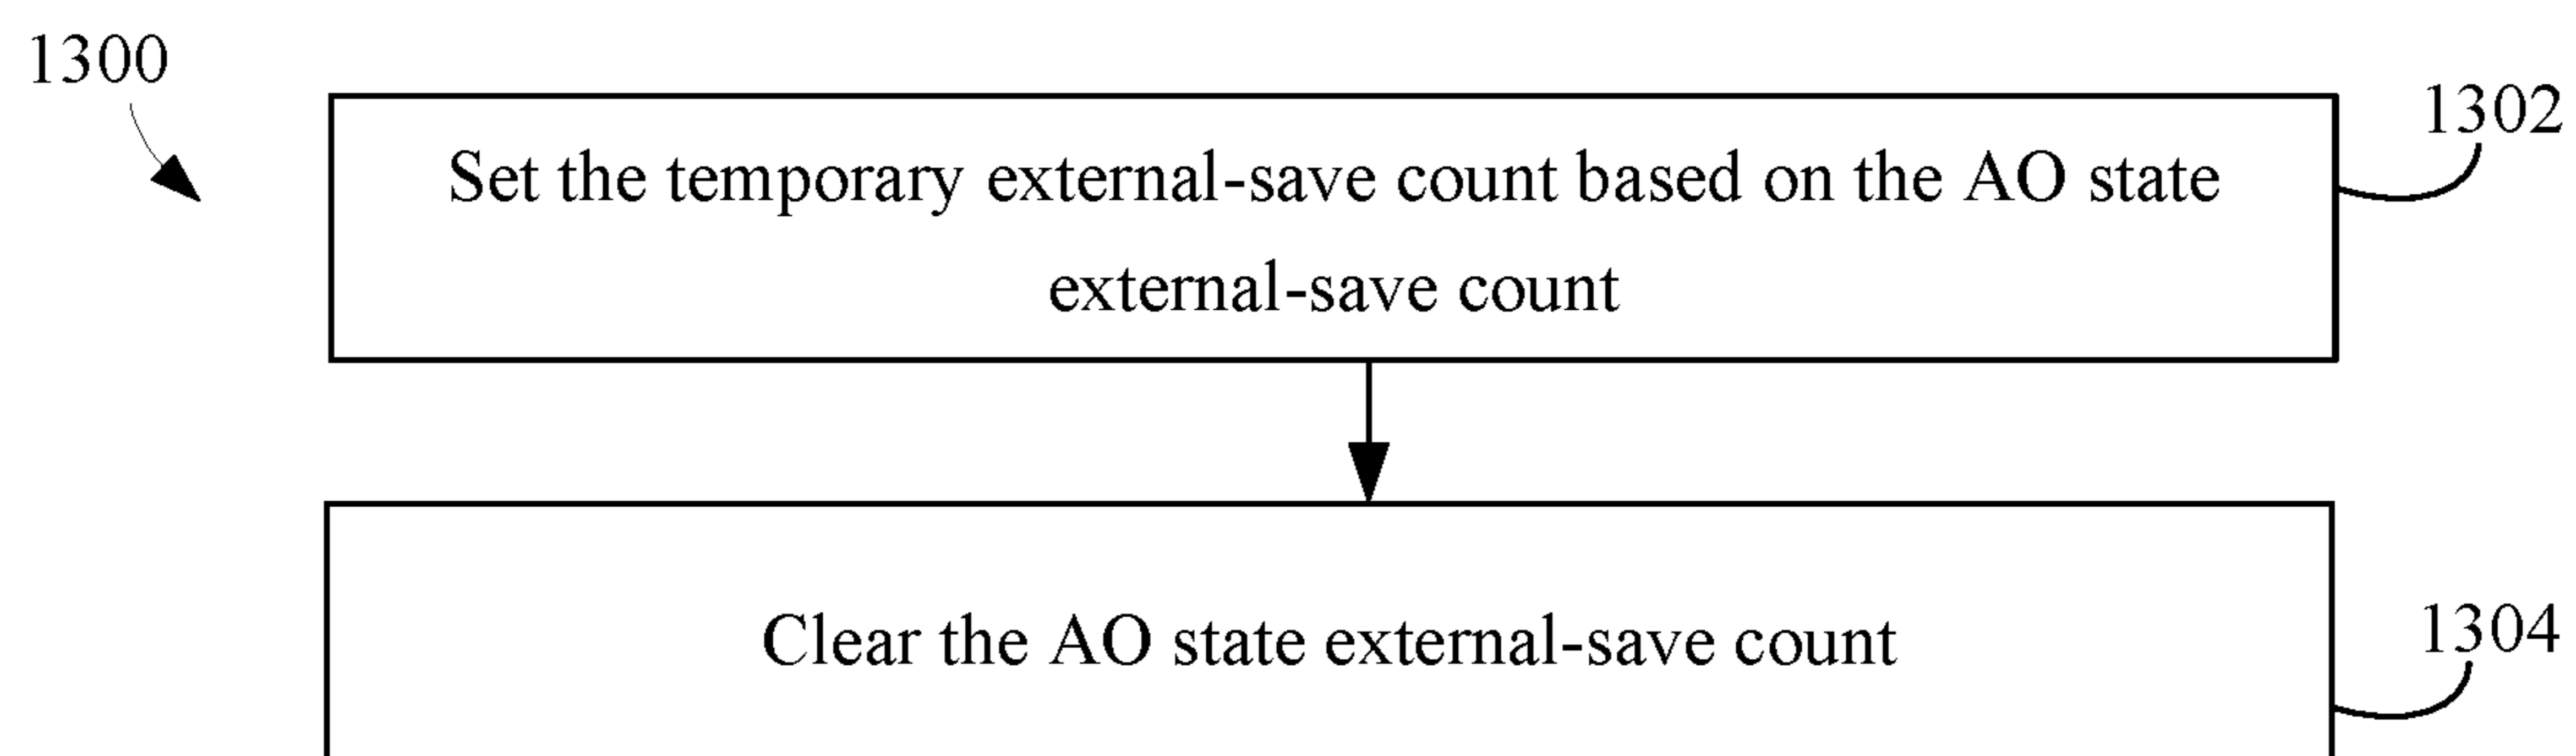 1300
1302
Set the temporary external-save count based on the AO state
external-save count
Clear the AO state external-save count
1304